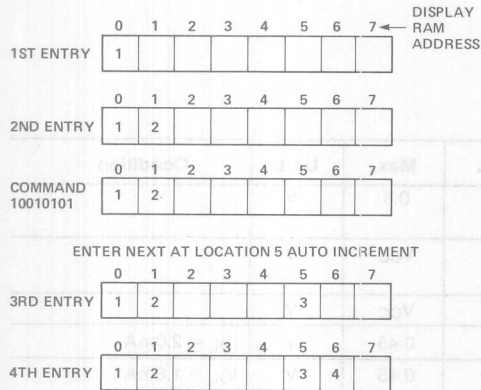 0 1 2 3 4 5 6 7 DISPLAY RAM ADDRESS
1ST ENTRY 1
0 1 2 3 4 5 6 7
2ND ENTRY 1 2
0 1 2 3 4 5 6 7
COMMAND 10010101 1 2
ENTER NEXT AT LOCATION 5 AUTO INCREMENT
0 1 2 3 4 5 6 7
3RD ENTRY 1 2 3
0 1 2 3 4 5 6 7
4TH ENTRY 1 2 3 4